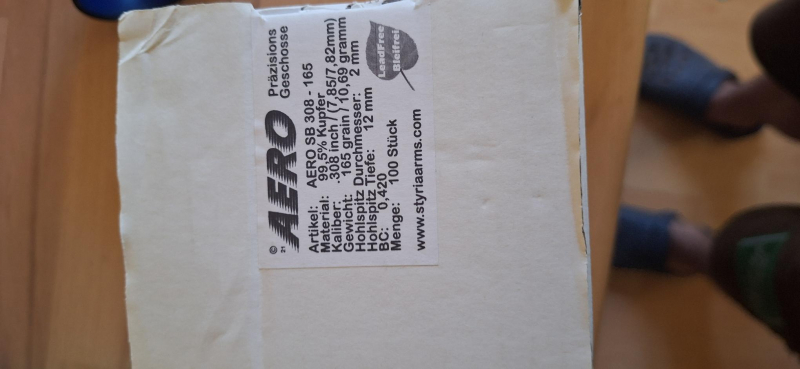 © 21 AERO Präzisions
Geschosse
Artikel: AERO SB 308 - 165
Material: 99,5% Kupfer
Kaliber: .308 inch / (7,85/7,82mm)
Gewicht: 165 grain / 10,69 gramm
Hohlspitz Durchmesser: 2 mm
Hohlspitz Tiefe: 12 mm
BC: 0,420
Menge: 100 Stück
www.styriaarms.com
LeadFree
Bleifrei